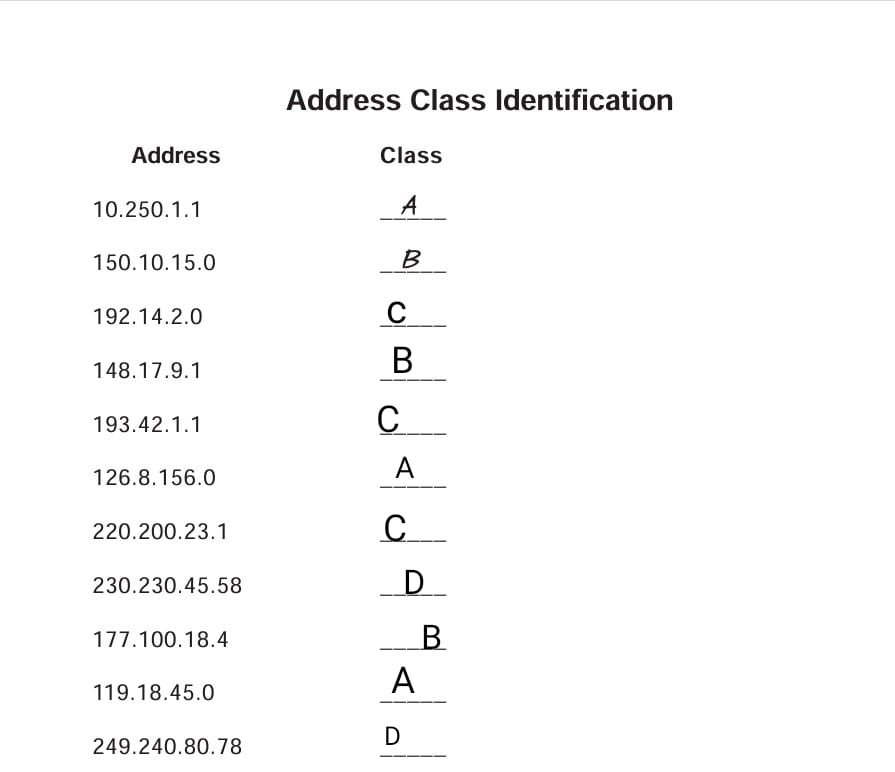 Address Class Identification
Address Class
10.250.1.1 A
150.10.15.0 B
192.14.2.0 C
148.17.9.1 B
193.42.1.1 C
126.8.156.0 A
220.200.23.1 C
230.230.45.58 D
177.100.18.4 B
119.18.45.0 A
249.240.80.78 D